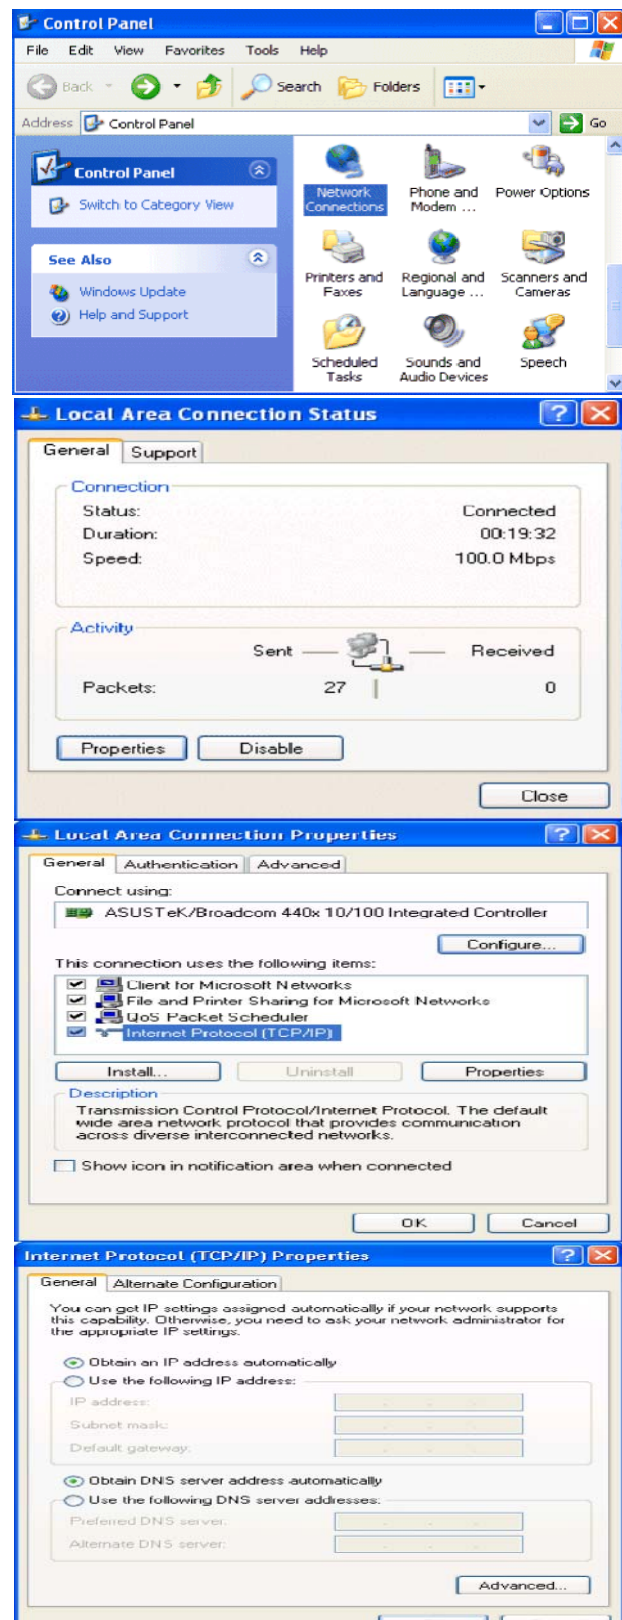 Control Panel
File Edit View Favorites Tools Help
Back Search Folders
Address Control Panel Go
Control Panel
Switch to Category View
See Also
Windows Update
Help and Support
Network Connections
Phone and Modem ...
Power Options
Printers and Faxes
Regional and Language ...
Scanners and Cameras
Scheduled Tasks
Sounds and Audio Devices
Speech
Local Area Connection Status
General Support
Connection
Status: Connected
Duration: 00:19:32
Speed: 100.0 Mbps
Activity
Sent Received
Packets: 27 0
Properties Disable
Close
Local Area Connection Properties
General Authentication Advanced
Connect using:
ASUSTeK/Broadcom 440x 10/100 Integrated Controller
Configure...
This connection uses the following items:
Client for Microsoft Networks
File and Printer Sharing for Microsoft Networks
QoS Packet Scheduler
Internet Protocol (TCP/IP)
Install... Uninstall Properties
Description
Transmission Control Protocol/Internet Protocol. The default
wide area network protocol that provides communication
across diverse interconnected networks.
Show icon in notification area when connected
OK Cancel
Internet Protocol (TCP/IP) Properties
General Alternate Configuration
You can get IP settings assigned automatically if your network supports
this capability. Otherwise, you need to ask your network administrator for
the appropriate IP settings.
Obtain an IP address automatically
Use the following IP address:
IP address:
Subnet mask:
Default gateway:
Obtain DNS server address automatically
Use the following DNS server addresses:
Preferred DNS server:
Alternate DNS server:
Advanced...